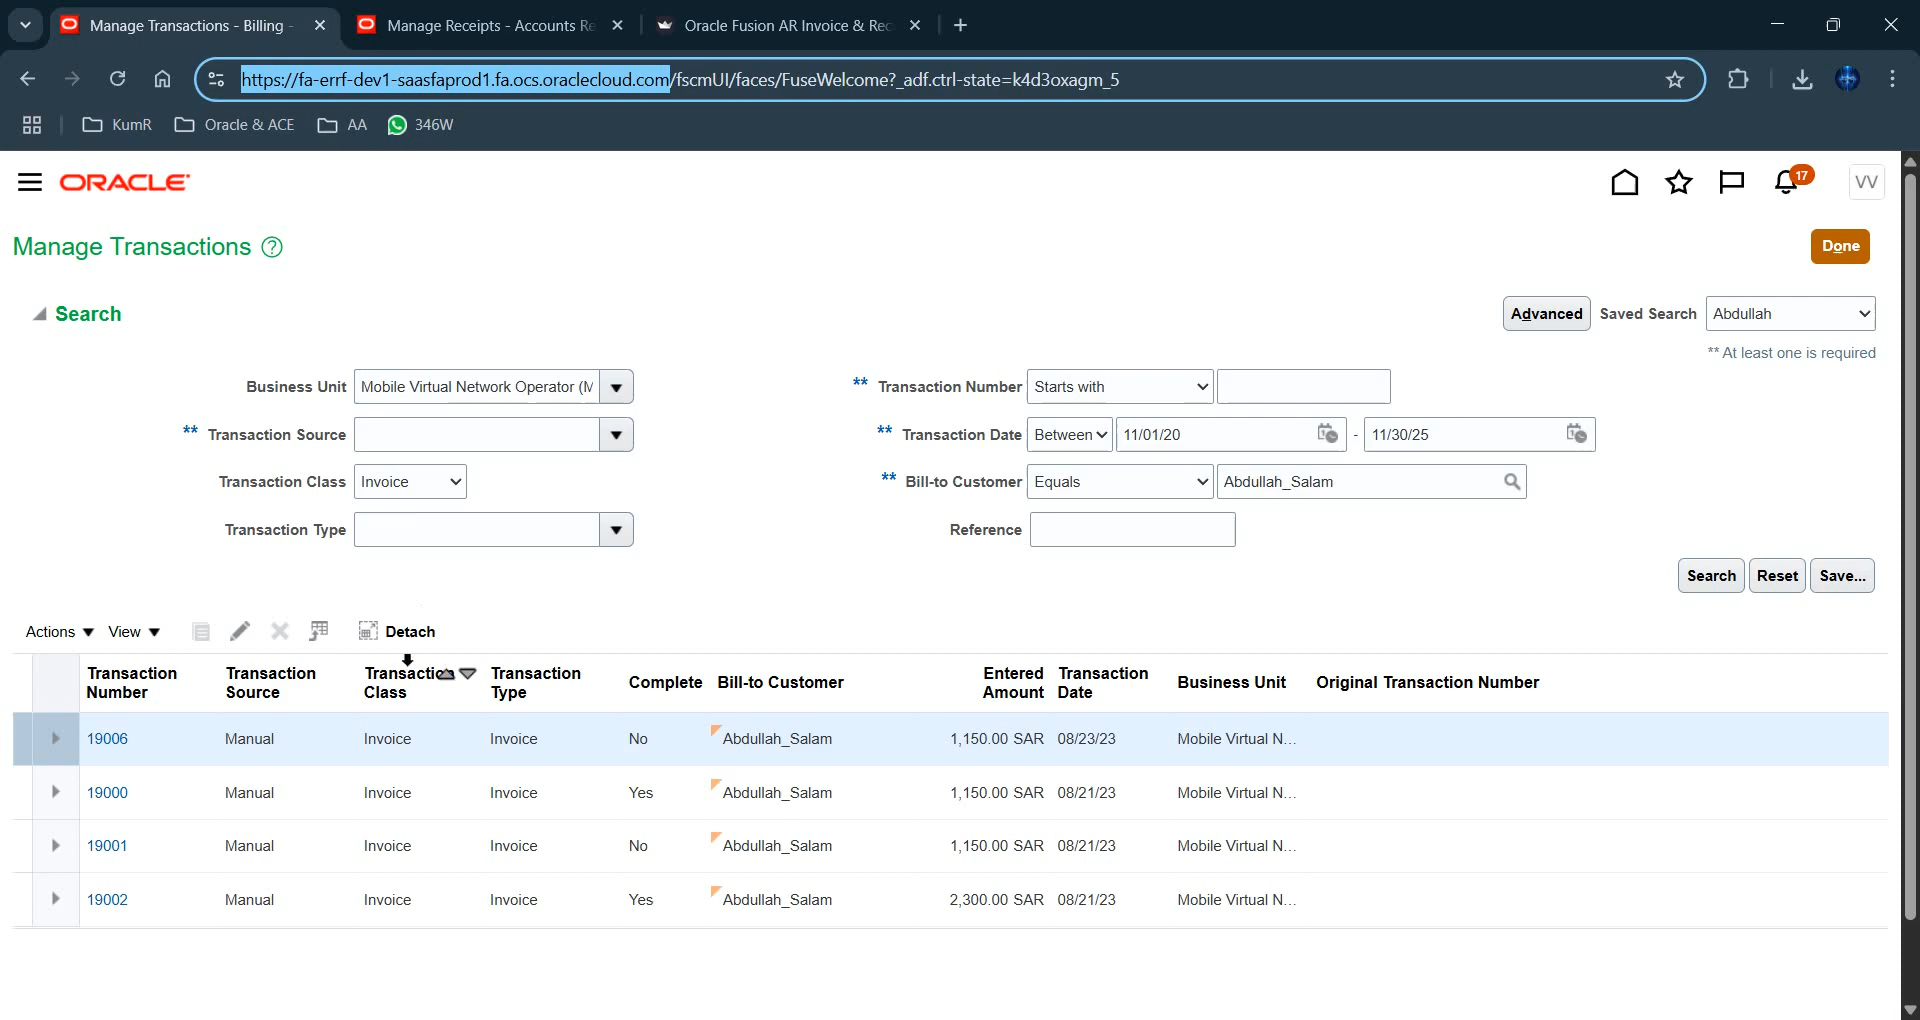 Manage Transactions - Billing -
Manage Receipts - Accounts Re
Oracle Fusion AR Invoice & Rec
https://fa-errf-dev1-saasfaprod1.fa.ocs.oraclecloud.com/fscmUI/faces/FuseWelcome?_adf.ctrl-state=k4d3oxagm_5
KumR
Oracle & ACE
AA
346W
ORACLE
17
VV
Manage Transactions
Done
Search
Advanced
Saved Search
Abdullah
** At least one is required
Business Unit
Mobile Virtual Network Operator (M
** Transaction Number
Starts with
** Transaction Source
** Transaction Date
Between
11/01/20
-
11/30/25
Transaction Class
Invoice
** Bill-to Customer
Equals
Abdullah_Salam
Transaction Type
Reference
Search
Reset
Save...
Actions
View
Detach
Transaction Number
Transaction Source
Transaction Class
Transaction Type
Complete
Bill-to Customer
Entered Amount
Transaction Date
Business Unit
Original Transaction Number
19006 Manual Invoice Invoice No Abdullah_Salam 1,150.00 SAR 08/23/23 Mobile Virtual N...
19000 Manual Invoice Invoice Yes Abdullah_Salam 1,150.00 SAR 08/21/23 Mobile Virtual N...
19001 Manual Invoice Invoice No Abdullah_Salam 1,150.00 SAR 08/21/23 Mobile Virtual N...
19002 Manual Invoice Invoice Yes Abdullah_Salam 2,300.00 SAR 08/21/23 Mobile Virtual N...